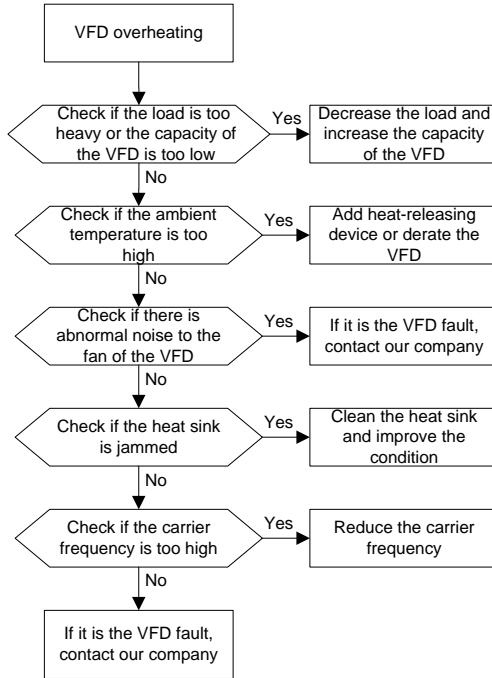 VFD overheating
Check if the load is too
heavy or the capacity of
the VFD is too low
Yes
Decrease the load and
increase the capacity
of the VFD
No
Check if the ambient
temperature is too
high
Yes
Add heat-releasing
device or derate the
VFD
No
Check if there is
abnormal noise to the
fan of the VFD
Yes
If it is the VFD fault,
contact our company
No
Check if the heat sink
is jammed
Yes
Clean the heat sink
and improve the
condition
No
Check if the carrier
frequency is too high
Yes
Reduce the carrier
frequency
No
If it is the VFD fault,
contact our company